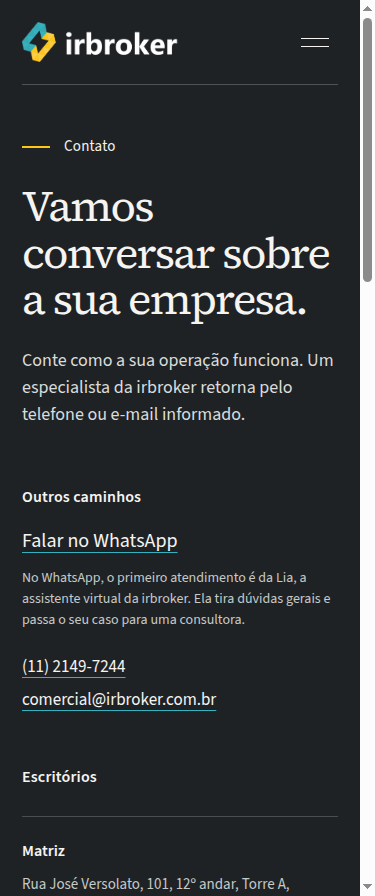 irbroker
Contato
Vamos
conversar sobre
a sua empresa.
Conte como a sua operação funciona. Um
especialista da irbroker retorna pelo
telefone ou e-mail informado.
Outros caminhos
Falar no WhatsApp
No WhatsApp, o primeiro atendimento é da Lia, a
assistente virtual da irbroker. Ela tira dúvidas gerais e
passa o seu caso para uma consultora.
(11) 2149-7244
comercial@irbroker.com.br
Escritórios
Matriz
Rua José Versolato, 101, 12º andar, Torre A,